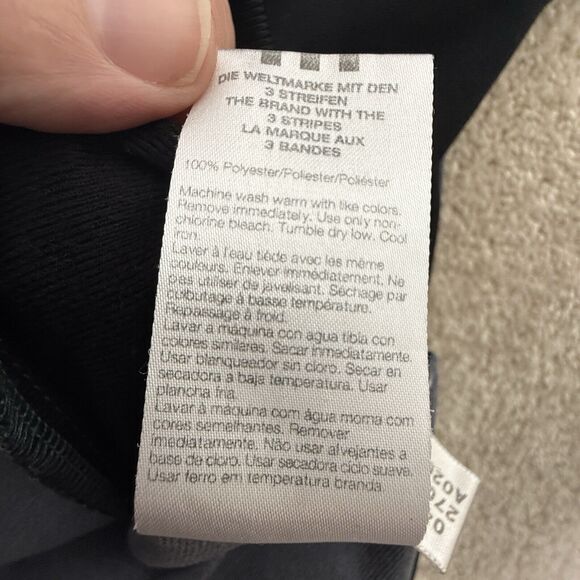 DIE WELTMARKE MIT DEN
3 STREIFEN
THE BRAND WITH THE
3 STRIPES
LA MARQUE AUX
3 BANDES
100% Polyester/Poliester/Poliéster
Machine wash warm with like colors.
Remove immediately. Use only non-
chlorine bleach. Tumble dry low. Cool
iron.
Laver à l'eau tiède avec les même
couleurs. Enlever immédiatement. Ne
pas utiliser de javelisant. Séchage par
culbutage à basse température.
Repassage à froid.
Lavar a máquina con agua tibia con
colores similares. Secar inmediatamente.
Usar blanqueador sin cloro. Secar en
secadora à baja temperatura. Usar
plancha fria.
Lavar à maquina com água morna com
cores semelhantes. Remover
imediatamente. Não usar alvejantes a
base de cloro. Usar secadora ciclo suave.
Usar ferro em temperatura branda.